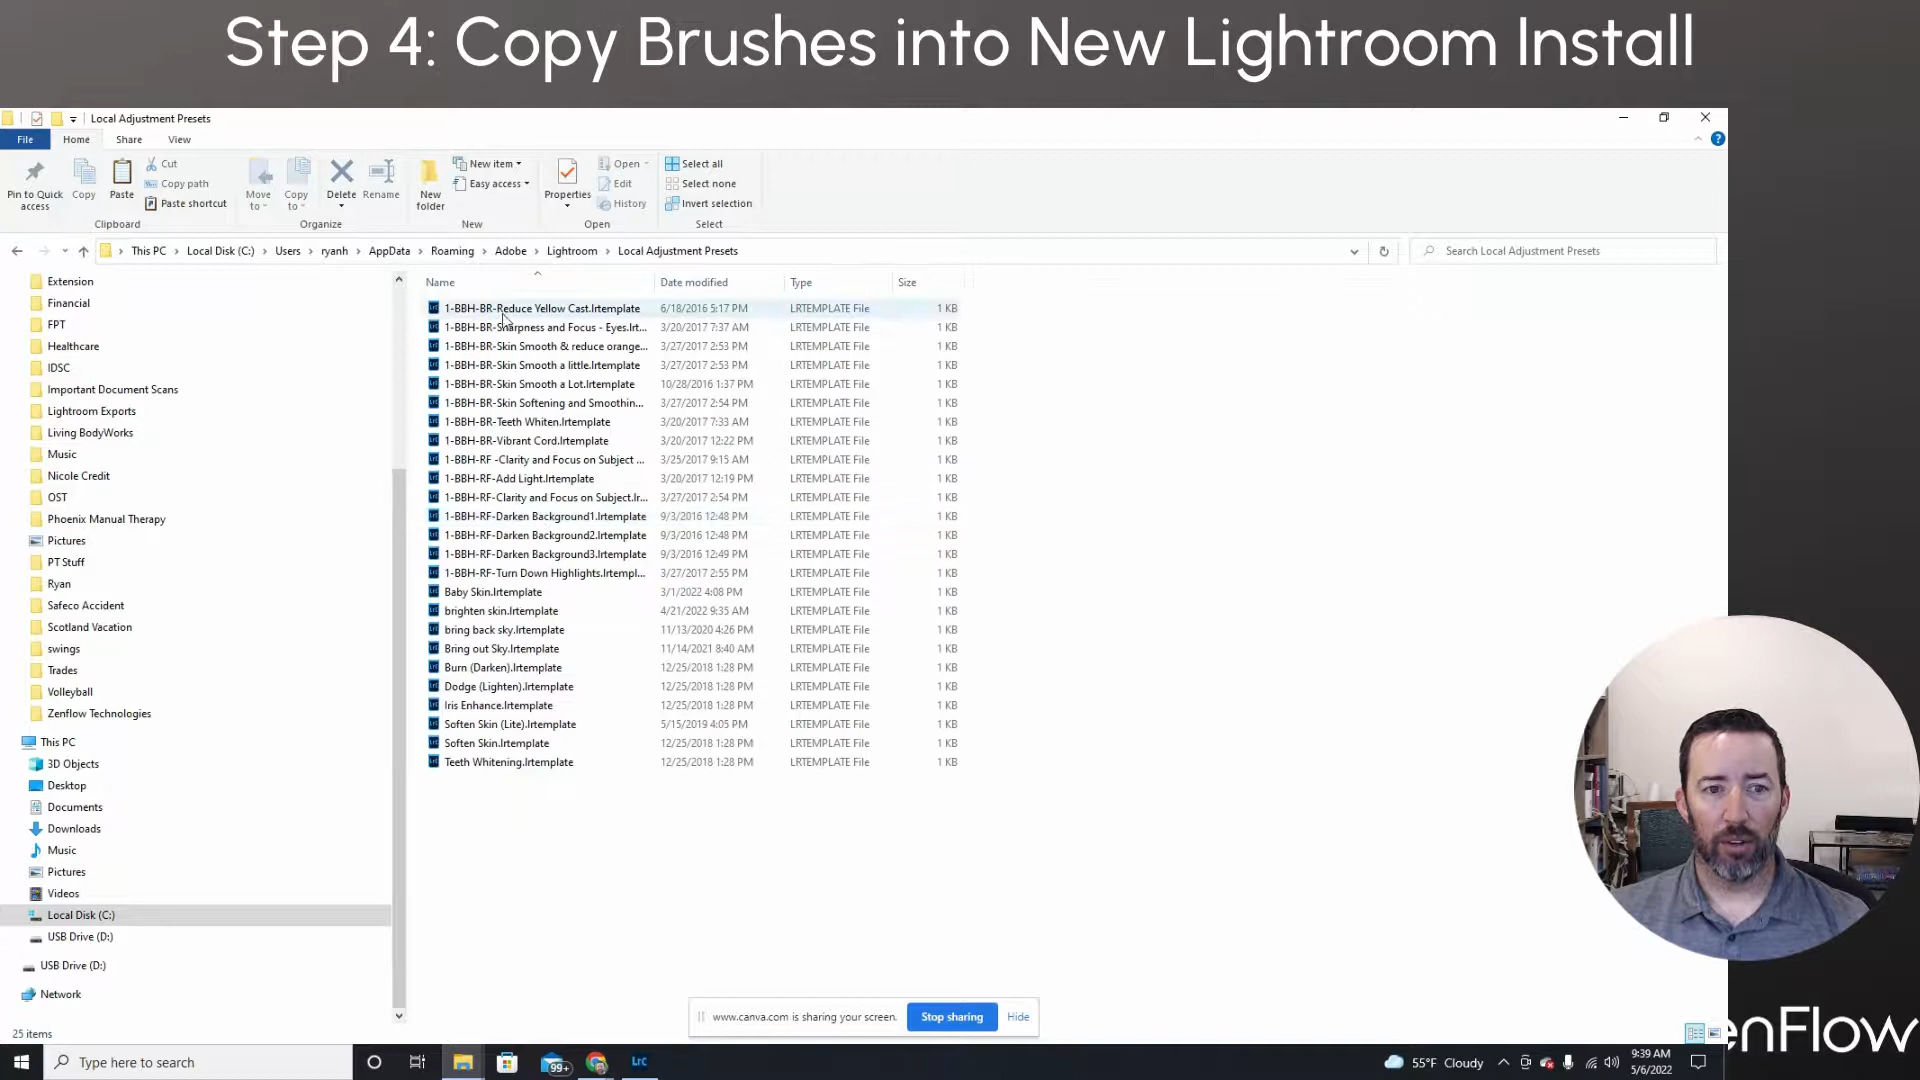 Step 4: Copy Brushes into New Lightroom Install
Local Adjustment Presets
File Home Share View
Pin to Quick access
Copy
Paste
Cut
Copy path
Paste shortcut
Clipboard
Move to
Copy to
Delete
Rename
Organize
New folder
New item
Easy access
New
Properties
Open
Edit
History
Open
Select all
Select none
Invert selection
Select
This PC > Local Disk (C:) > Users > ryanh > AppData > Roaming > Adobe > Lightroom > Local Adjustment Presets
Search Local Adjustment Presets
Extension
Financial
FPT
Healthcare
IDSC
Important Document Scans
Lightroom Exports
Living BodyWorks
Music
Nicole Credit
OST
Phoenix Manual Therapy
Pictures
PT Stuff
Ryan
Safeco Accident
Scotland Vacation
swings
Trades
Volleyball
Zenflow Technologies
This PC
3D Objects
Desktop
Documents
Downloads
Music
Pictures
Videos
Local Disk (C:)
USB Drive (D:)
USB Drive (D:)
Network
25 items
Name Date modified Type Size
1-BBH-BR-Reduce Yellow Cast.lrtemplate 6/18/2016 5:17 PM LRTEMPLATE File 1 KB
1-BBH-BR-Sharpness and Focus - Eyes.lrt... 3/20/2017 7:37 AM LRTEMPLATE File 1 KB
1-BBH-BR-Skin Smooth & reduce orange... 3/27/2017 2:53 PM LRTEMPLATE File 1 KB
1-BBH-BR-Skin Smooth a little.lrtemplate 3/27/2017 2:53 PM LRTEMPLATE File 1 KB
1-BBH-BR-Skin Smooth a Lot.lrtemplate 10/28/2016 1:37 PM LRTEMPLATE File 1 KB
1-BBH-BR-Skin Softening and Smoothin... 3/27/2017 2:54 PM LRTEMPLATE File 1 KB
1-BBH-BR-Teeth Whiten.lrtemplate 3/20/2017 7:33 AM LRTEMPLATE File 1 KB
1-BBH-BR-Vibrant Cord.lrtemplate 3/20/2017 12:22 PM LRTEMPLATE File 1 KB
1-BBH-RF -Clarity and Focus on Subject ... 3/25/2017 9:15 AM LRTEMPLATE File 1 KB
1-BBH-RF-Add Light.lrtemplate 3/20/2017 12:19 PM LRTEMPLATE File 1 KB
1-BBH-RF-Clarity and Focus on Subject.lr... 3/27/2017 2:54 PM LRTEMPLATE File 1 KB
1-BBH-RF-Darken Background1.lrtemplate 9/3/2016 12:48 PM LRTEMPLATE File 1 KB
1-BBH-RF-Darken Background2.lrtemplate 9/3/2016 12:48 PM LRTEMPLATE File 1 KB
1-BBH-RF-Darken Background3.lrtemplate 9/3/2016 12:49 PM LRTEMPLATE File 1 KB
1-BBH-RF-Turn Down Highlights.lrtempl... 3/27/2017 2:55 PM LRTEMPLATE File 1 KB
Baby Skin.lrtemplate 3/1/2022 4:08 PM LRTEMPLATE File 1 KB
brighten skin.lrtemplate 4/21/2022 9:35 AM LRTEMPLATE File 1 KB
bring back sky.lrtemplate 11/13/2020 4:26 PM LRTEMPLATE File 1 KB
Bring out Sky.lrtemplate 11/14/2021 8:40 AM LRTEMPLATE File 1 KB
Burn (Darken).lrtemplate 12/25/2018 1:28 PM LRTEMPLATE File 1 KB
Dodge (Lighten).lrtemplate 12/25/2018 1:28 PM LRTEMPLATE File 1 KB
Iris Enhance.lrtemplate 12/25/2018 1:28 PM LRTEMPLATE File 1 KB
Soften Skin (Lite).lrtemplate 5/15/2019 4:05 PM LRTEMPLATE File 1 KB
Soften Skin.lrtemplate 12/25/2018 1:28 PM LRTEMPLATE File 1 KB
Teeth Whitening.lrtemplate 12/25/2018 1:28 PM LRTEMPLATE File 1 KB
www.canva.com is sharing your screen. Stop sharing Hide
enFlow
Type here to search
99+
LrC
55°F Cloudy
9:39 AM
5/6/2022